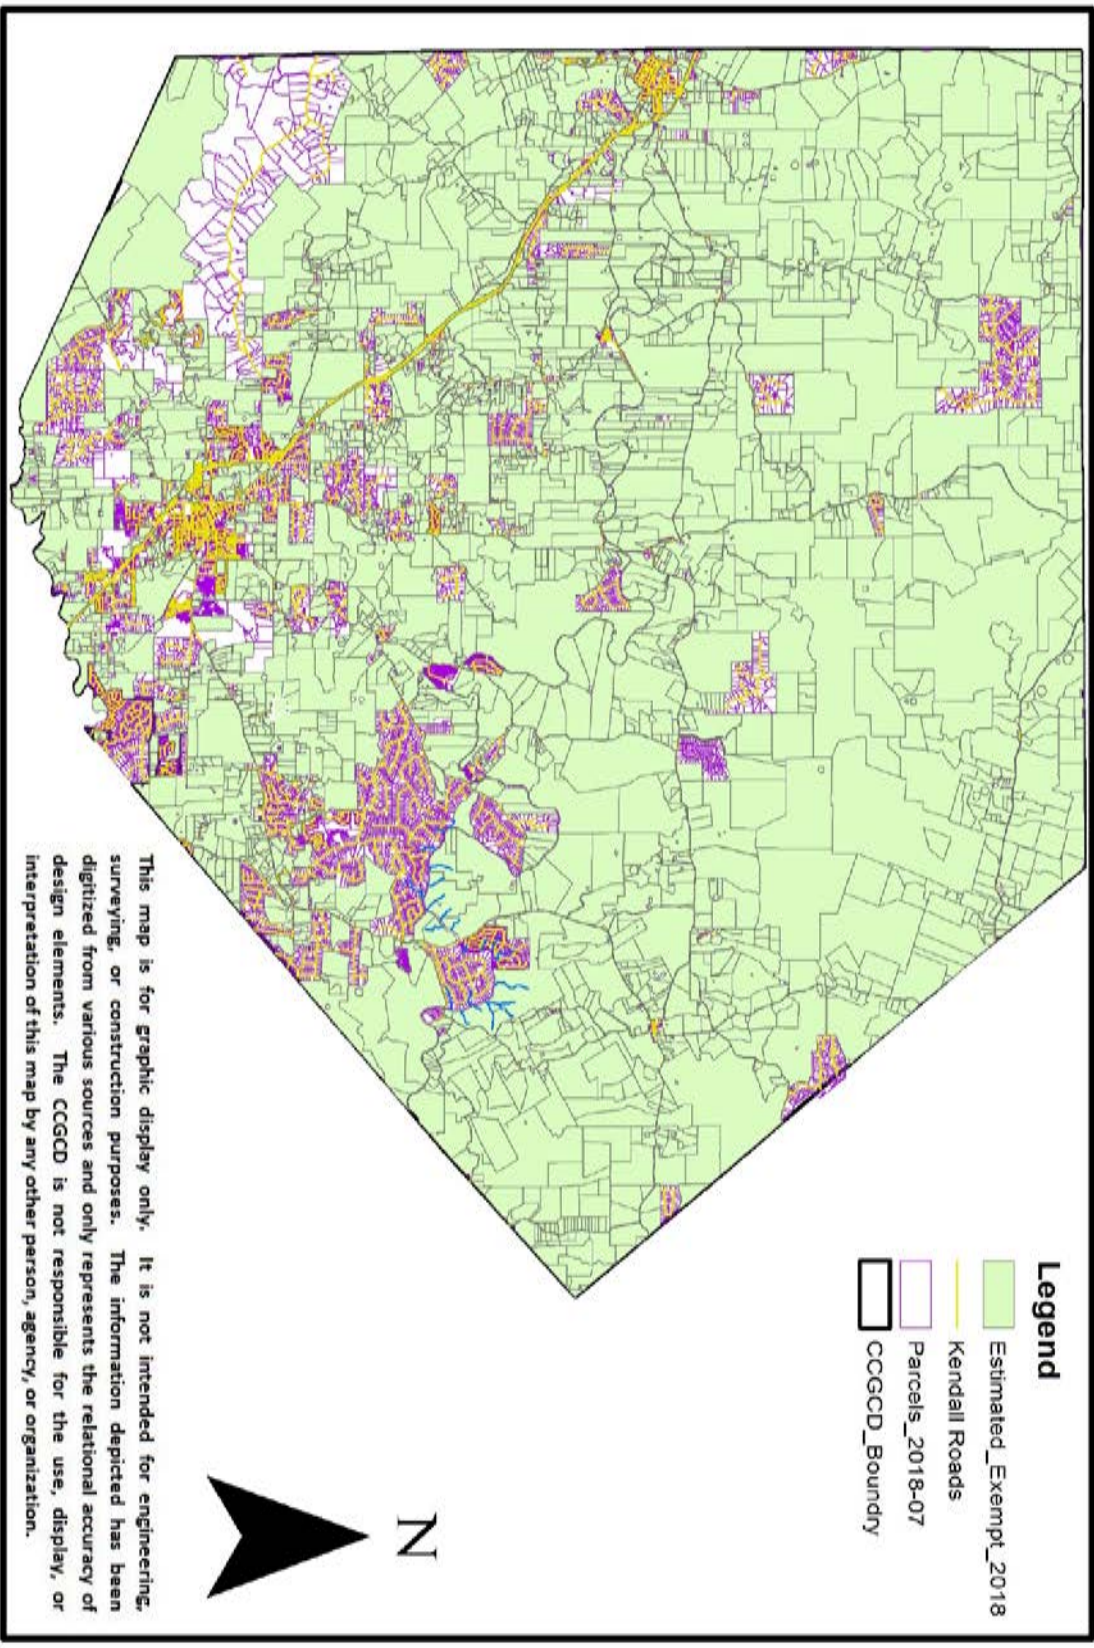 Legend
Estimated_Exempt_2018
Kendall Roads
Parcels_2018-07
CCGCD_Boundry
N
This map is for graphic display only. It is not intended for engineering,
surveying, or construction purposes. The information depicted has been
digitized from various sources and only represents the relational accuracy of
design elements. The CCGCD is not responsible for the use, display, or
interpretation of this map by any other person, agency, or organization.